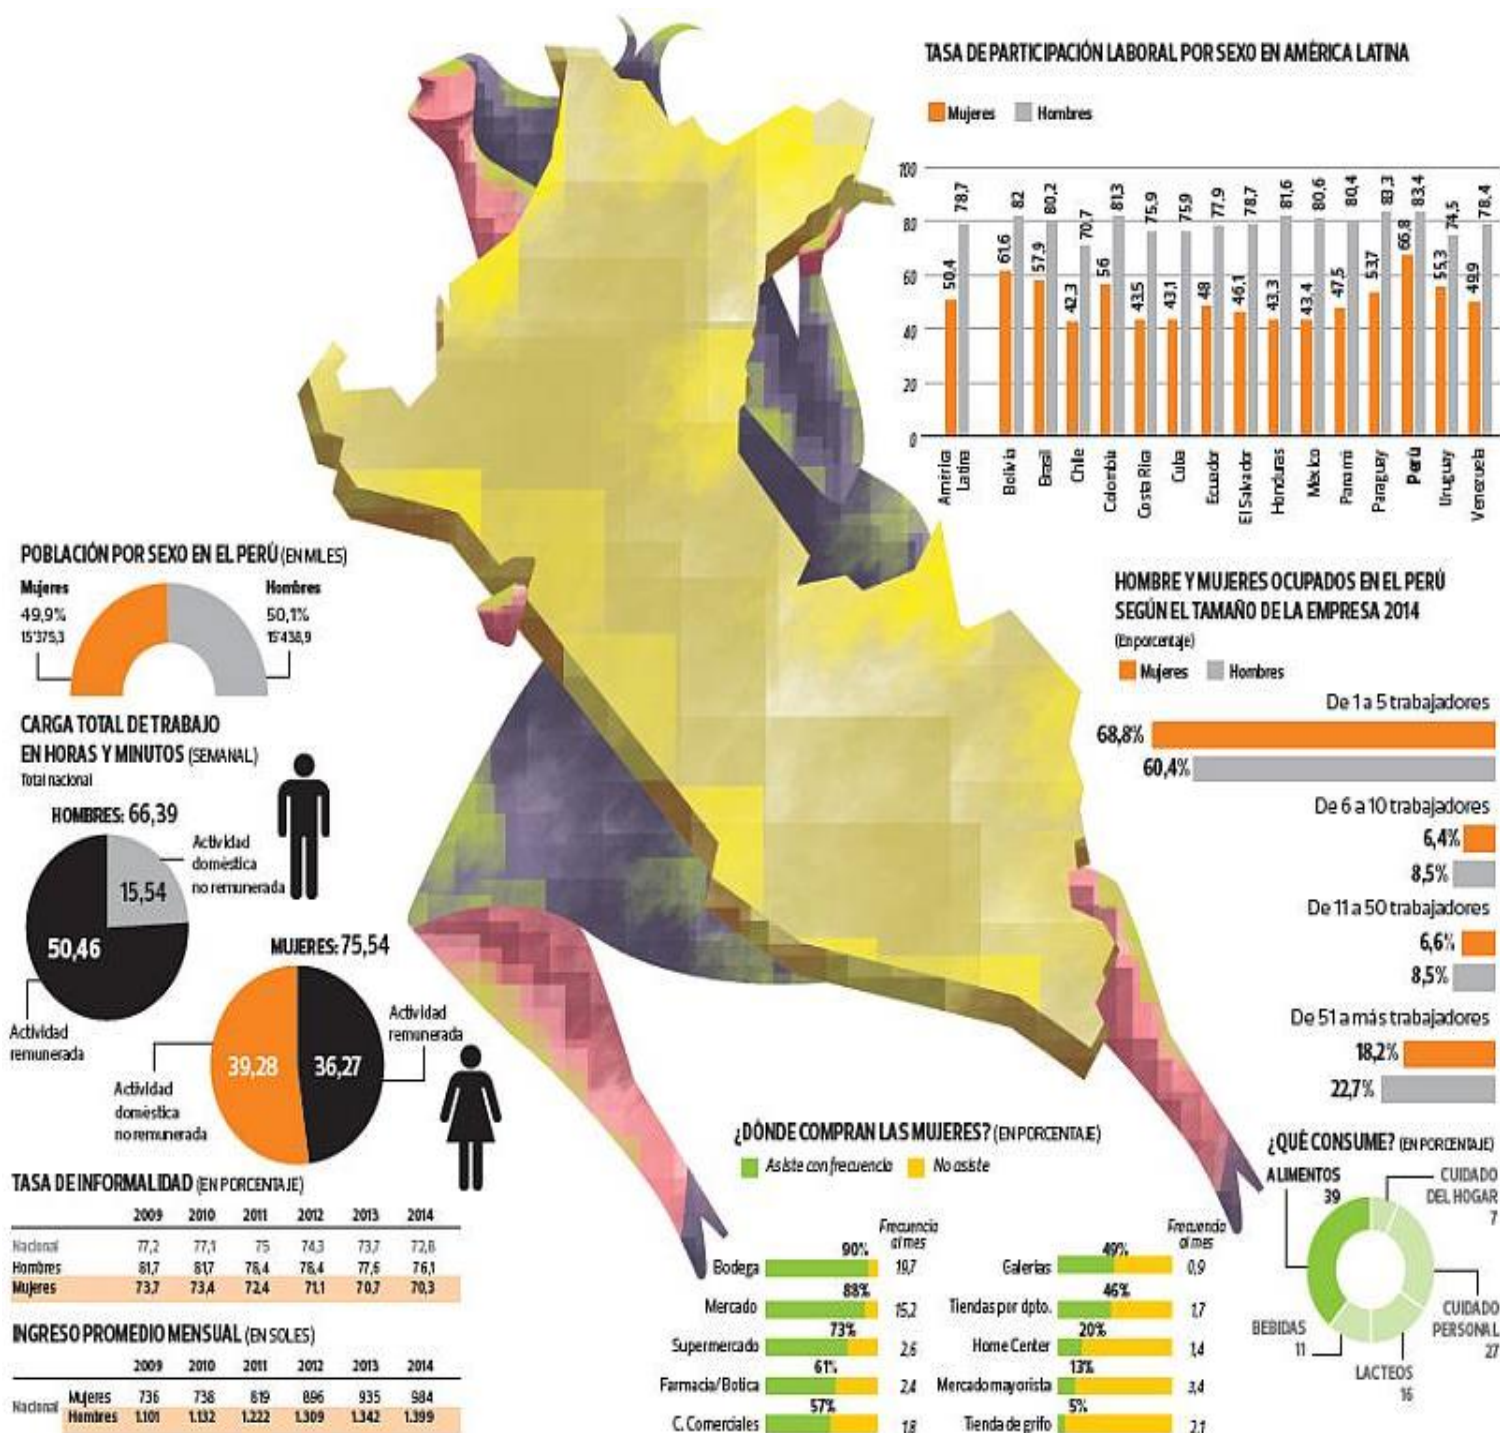 TASA DE PARTICIPACIÓN LABORAL POR SEXO EN AMÉRICA LATINA
Mujeres Hombres
100
80
60
40
20
0
50,4 78,7
61,6 82
57,9 80,2
42,3 70,7
56 81,3
43,5 75,9
43,1 75,9
48 77,9
46,1 78,7
43,3 81,6
43,4 80,6
47,5 80,4
53,7 83,3
66,8 83,4
55,3 74,5
49,9 78,4
América
Latina
Bolivia
Brasil
Chile
Colombia
Costa Rica
Cuba
Ecuador
El Salvador
Honduras
México
Panamá
Paraguay
Perú
Uruguay
Venezuela
POBLACIÓN POR SEXO EN EL PERÚ (EN MILES)
Mujeres
49,9%
15'375,3
Hombres
50,1%
15'438,9
CARGA TOTAL DE TRABAJO
EN HORAS Y MINUTOS (SEMANAL)
Total nacional
HOMBRES: 66,39
Actividad
doméstica
no remunerada
15,54
50,46
Actividad
remunerada
MUJERES: 75,54
Actividad
remunerada
39,28 36,27
Actividad
doméstica
no remunerada
TASA DE INFORMALIDAD (EN PORCENTAJE)
2009 2010 2011 2012 2013 2014
Nacional 77,2 77,1 75 74,3 73,7 72,8
Hombres 81,7 81,7 78,4 78,4 77,6 76,1
Mujeres 73,7 73,4 72,4 71,1 70,7 70,3
INGRESO PROMEDIO MENSUAL (EN SOLES)
2009 2010 2011 2012 2013 2014
Nacional
Mujeres 736 738 819 896 935 984
Hombres 1.101 1.132 1.222 1.309 1.342 1.399
HOMBRE Y MUJERES OCUPADOS EN EL PERÚ
SEGÚN EL TAMAÑO DE LA EMPRESA 2014
(En porcentaje)
Mujeres Hombres
De 1 a 5 trabajadores
68,8%
60,4%
De 6 a 10 trabajadores
6,4%
8,5%
De 11 a 50 trabajadores
6,6%
8,5%
De 51 a más trabajadores
18,2%
22,7%
¿DÓNDE COMPRAN LAS MUJERES? (EN PORCENTAJE)
Asiste con frecuencia No asiste
Frecuencia
al mes
Bodega 90% 19,7
Mercado 88% 15,2
Supermercado 73% 2,6
Farmacia/Botica 61% 2,4
C. Comerciales 57% 1,8
Frecuencia
al mes
Galerías 49% 0,9
Tiendas por dpto. 46% 1,7
Home Center 20% 1,4
Mercado mayorista 13% 3,4
Tienda de grifo 5% 2,1
¿QUÉ CONSUME? (EN PORCENTAJE)
ALIMENTOS
39
CUIDADO
DEL HOGAR
7
CUIDADO
PERSONAL
27
LACTEOS
16
BEBIDAS
11